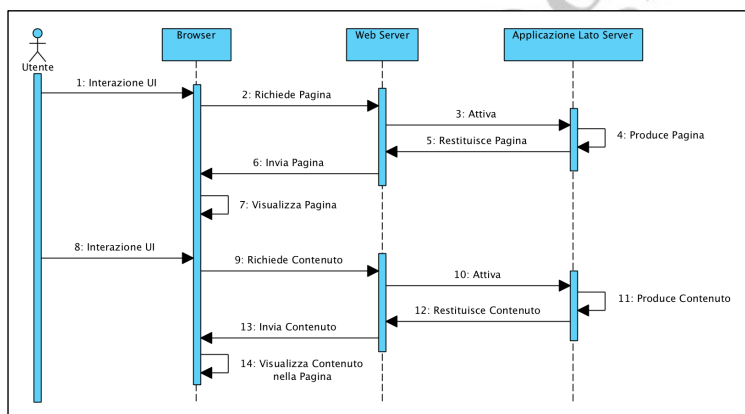 Browser
Web Server
Applicazione Lato Server
Utente
1: Interazione UI
2: Richiede Pagina
3: Attiva
4: Produce Pagina
5: Restituisce Pagina
6: Invia Pagina
7: Visualizza Pagina
8: Interazione UI
9: Richiede Contenuto
10: Attiva
11: Produce Contenuto
12: Restituisce Contenuto
13: Invia Contenuto
14: Visualizza Contenuto
nella Pagina